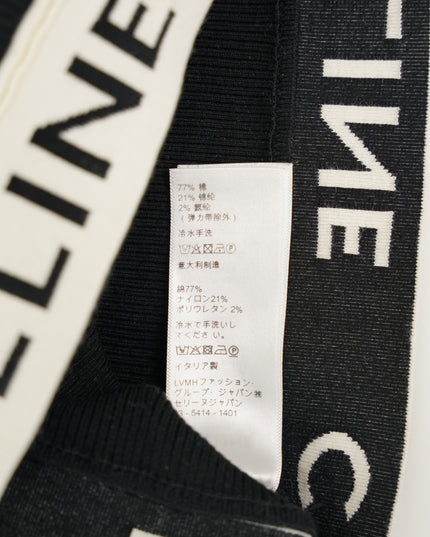 LINE
LINE
C
77% 棉
21% 锦纶
2% 氨纶
( 弹力带除外 )
冷水手洗
意大利制造
綿77%
ナイロン21%
ポリウレタン 2%
冷水で手洗いし
てください。
イタリア製
LVMHファッション・
グループ・ジャパン㈱
セリーヌジャパン
03 - 5414 - 1401